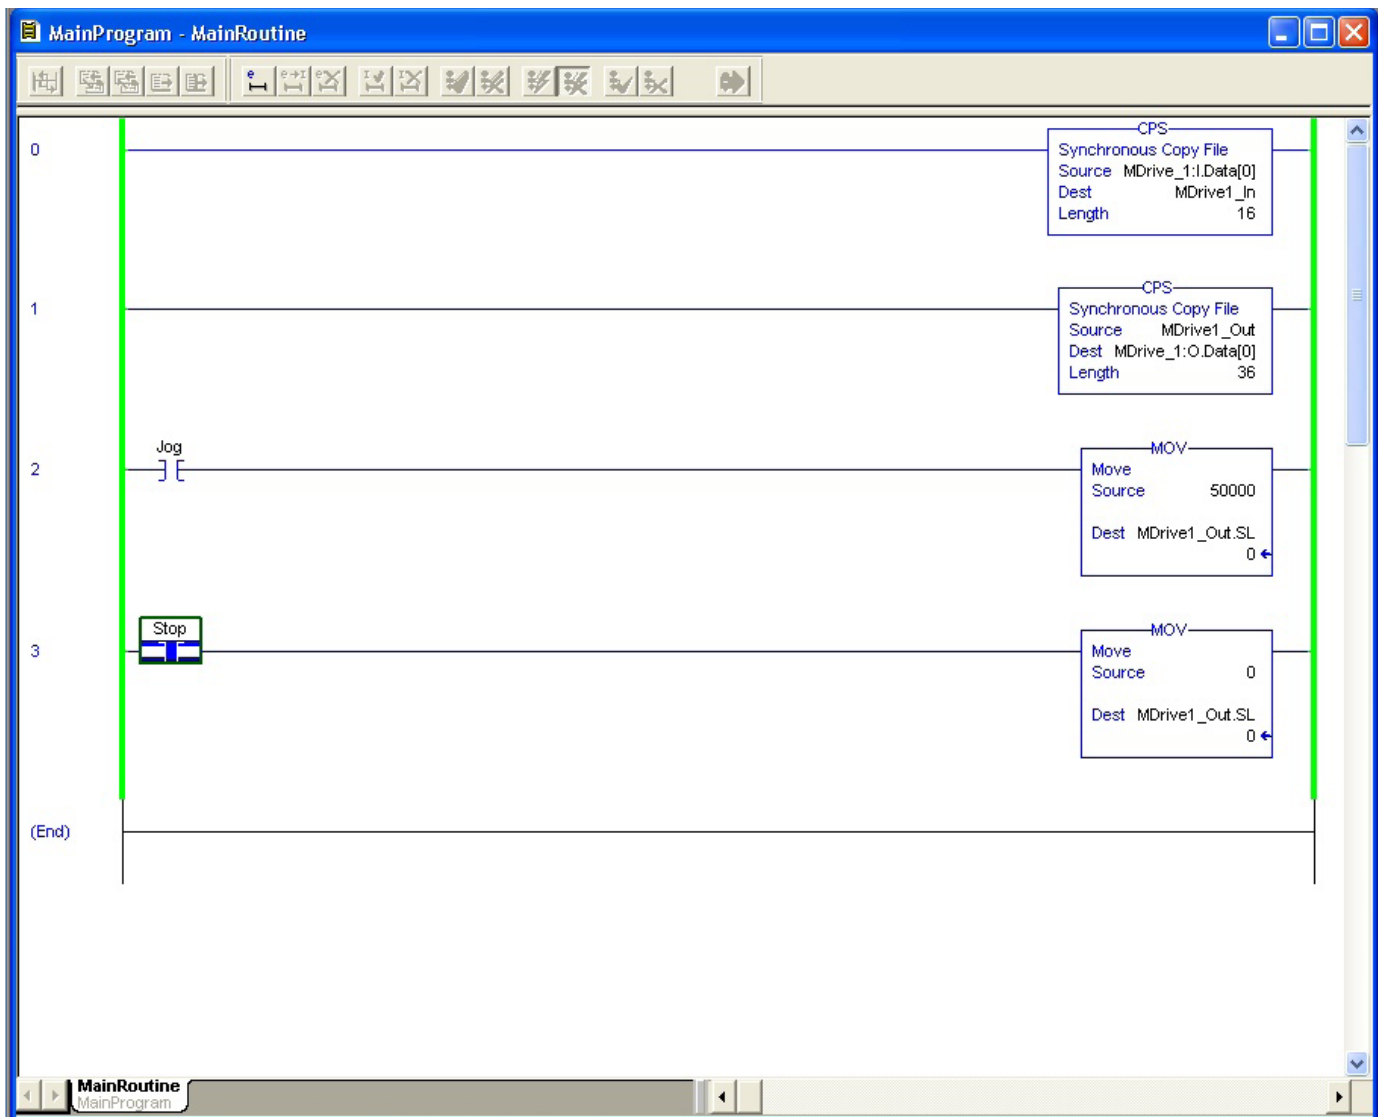 MainProgram - MainRoutine
0
CPS
Synchronous Copy File
Source MDrive_1:I.Data[0]
Dest MDrive1_In
Length 16
1
CPS
Synchronous Copy File
Source MDrive1_Out
Dest MDrive_1:O.Data[0]
Length 36
2
Jog
MOV
Move
Source 50000
Dest MDrive1_Out.SL
0
3
Stop
MOV
Move
Source 0
Dest MDrive1_Out.SL
0
(End)
MainRoutine
MainProgram